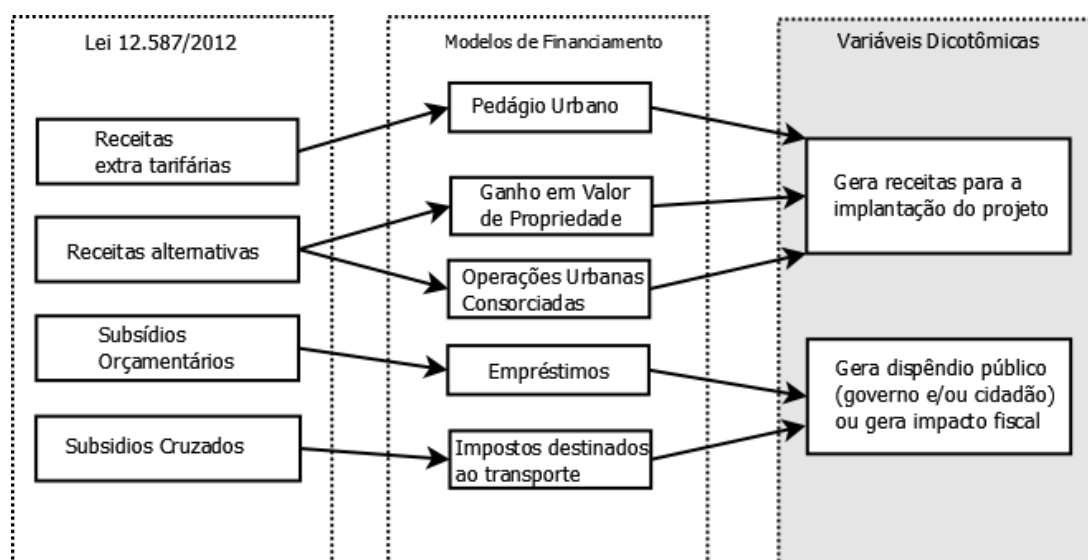 Lei 12.587/2012
Receitas
extra tarifárias
Receitas alternativas
Subsídios
Orçamentários
Subsidios Cruzados
Modelos de Financiamento
Pedágio Urbano
Ganho em Valor
de Propriedade
Operações Urbanas
Consorciadas
Empréstimos
Impostos destinados
ao transporte
Variáveis Dicotômicas
Gera receitas para a
implantação do projeto
Gera dispêndio público
(governo e/ou cidadão)
ou gera impacto fiscal